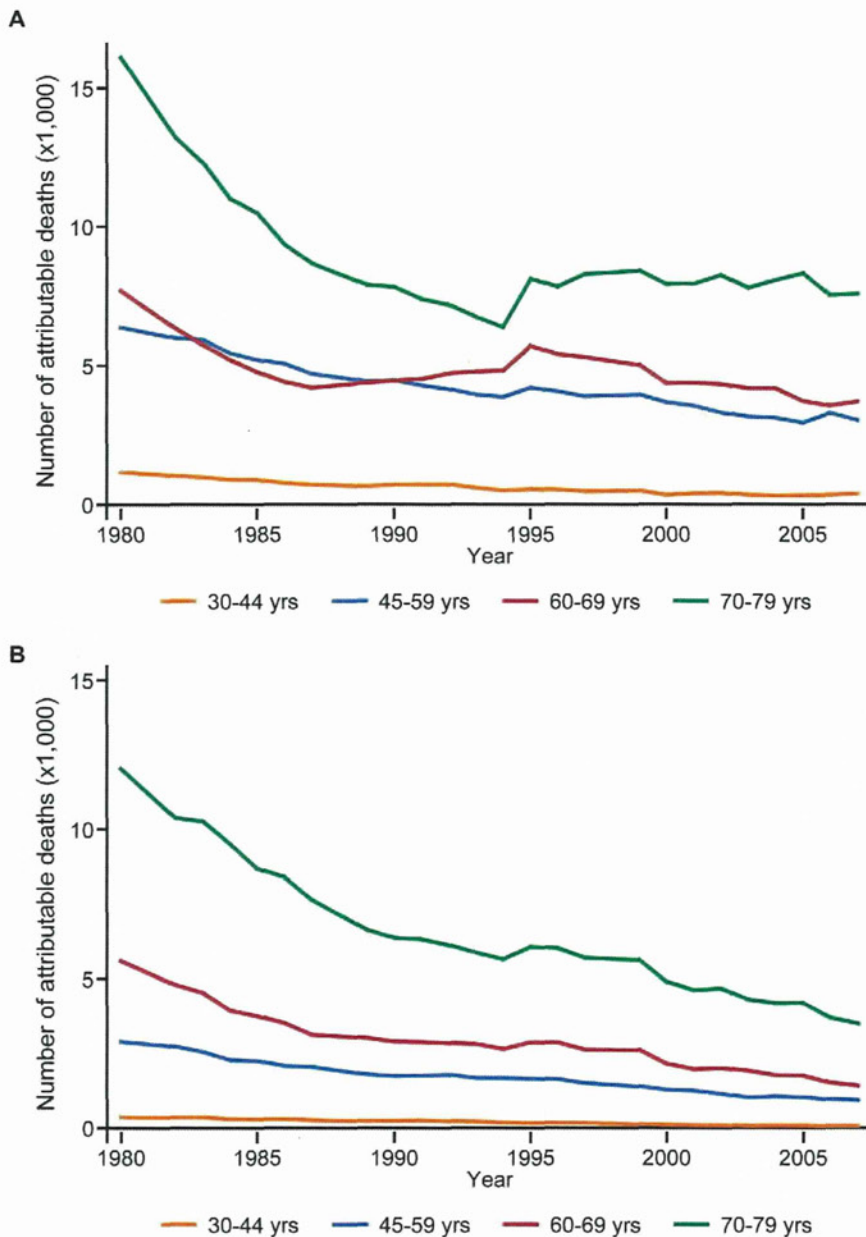 A
Number of attributable deaths (x1,000)
15
10
5
0
1980 1985 1990 1995 2000 2005
Year
30-44 yrs 45-59 yrs 60-69 yrs 70-79 yrs
B
Number of attributable deaths (x1,000)
15
10
5
0
1980 1985 1990 1995 2000 2005
Year
30-44 yrs 45-59 yrs 60-69 yrs 70-79 yrs